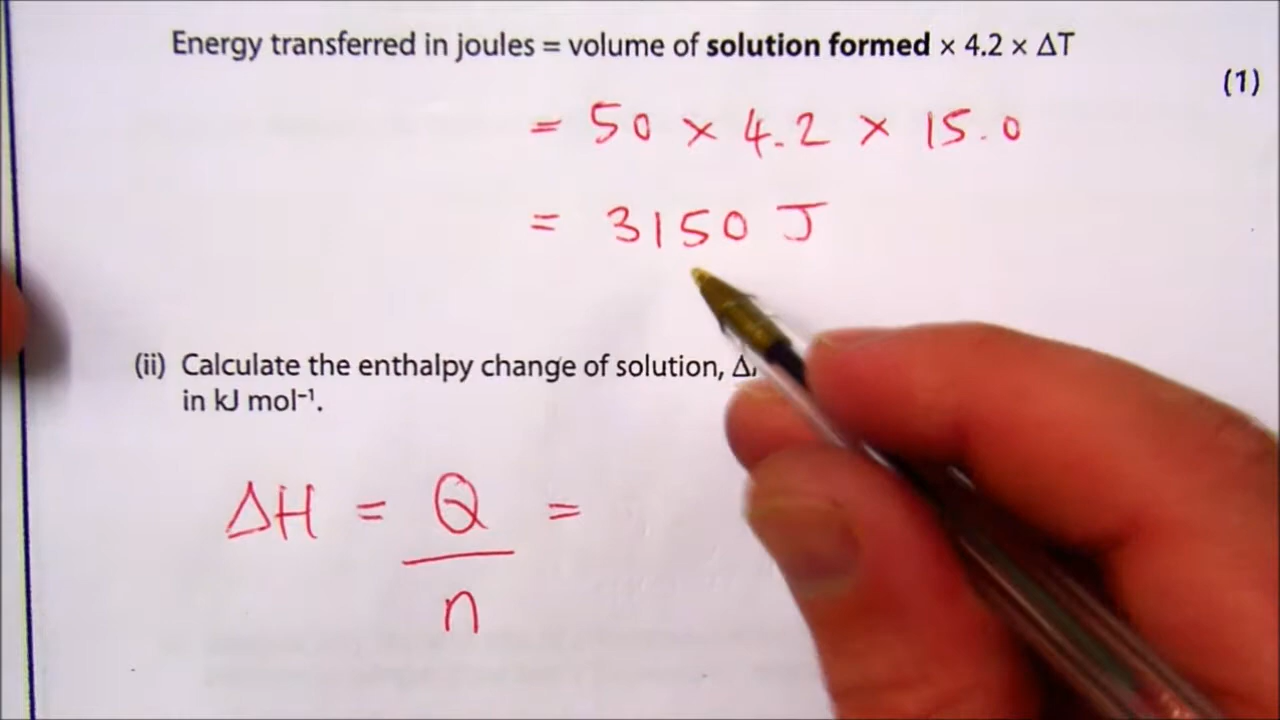 Energy transferred in joules = volume of solution formed × 4.2 × ΔT
(1)
= 50 × 4.2 × 15.0
= 3150 J
(ii) Calculate the enthalpy change of solution,
in kJ mol⁻¹.
ΔH = Q/n =